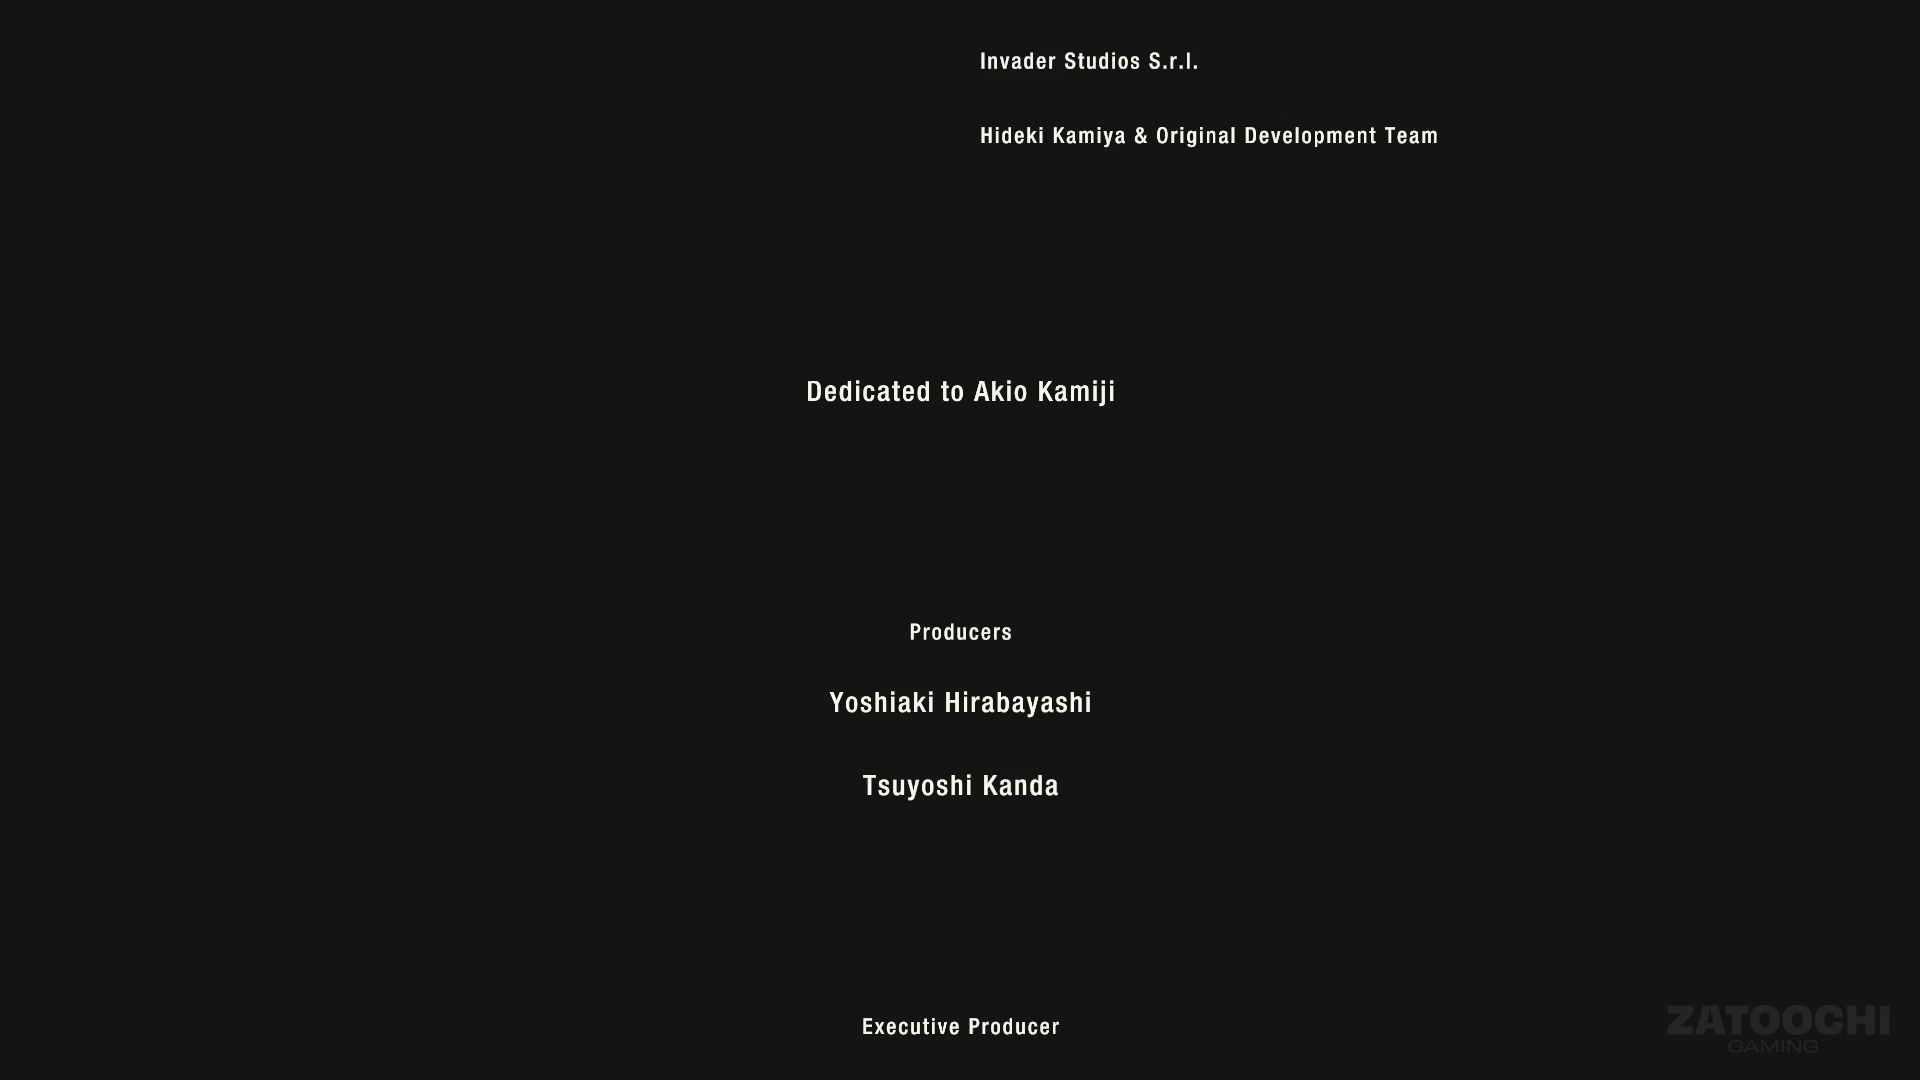 Invader Studios S.r.l.
Hideki Kamiya & Original Development Team
Dedicated to Akio Kamiji
Producers
Yoshiaki Hirabayashi
Tsuyoshi Kanda
Executive Producer
ZATOOCHI
GAMING